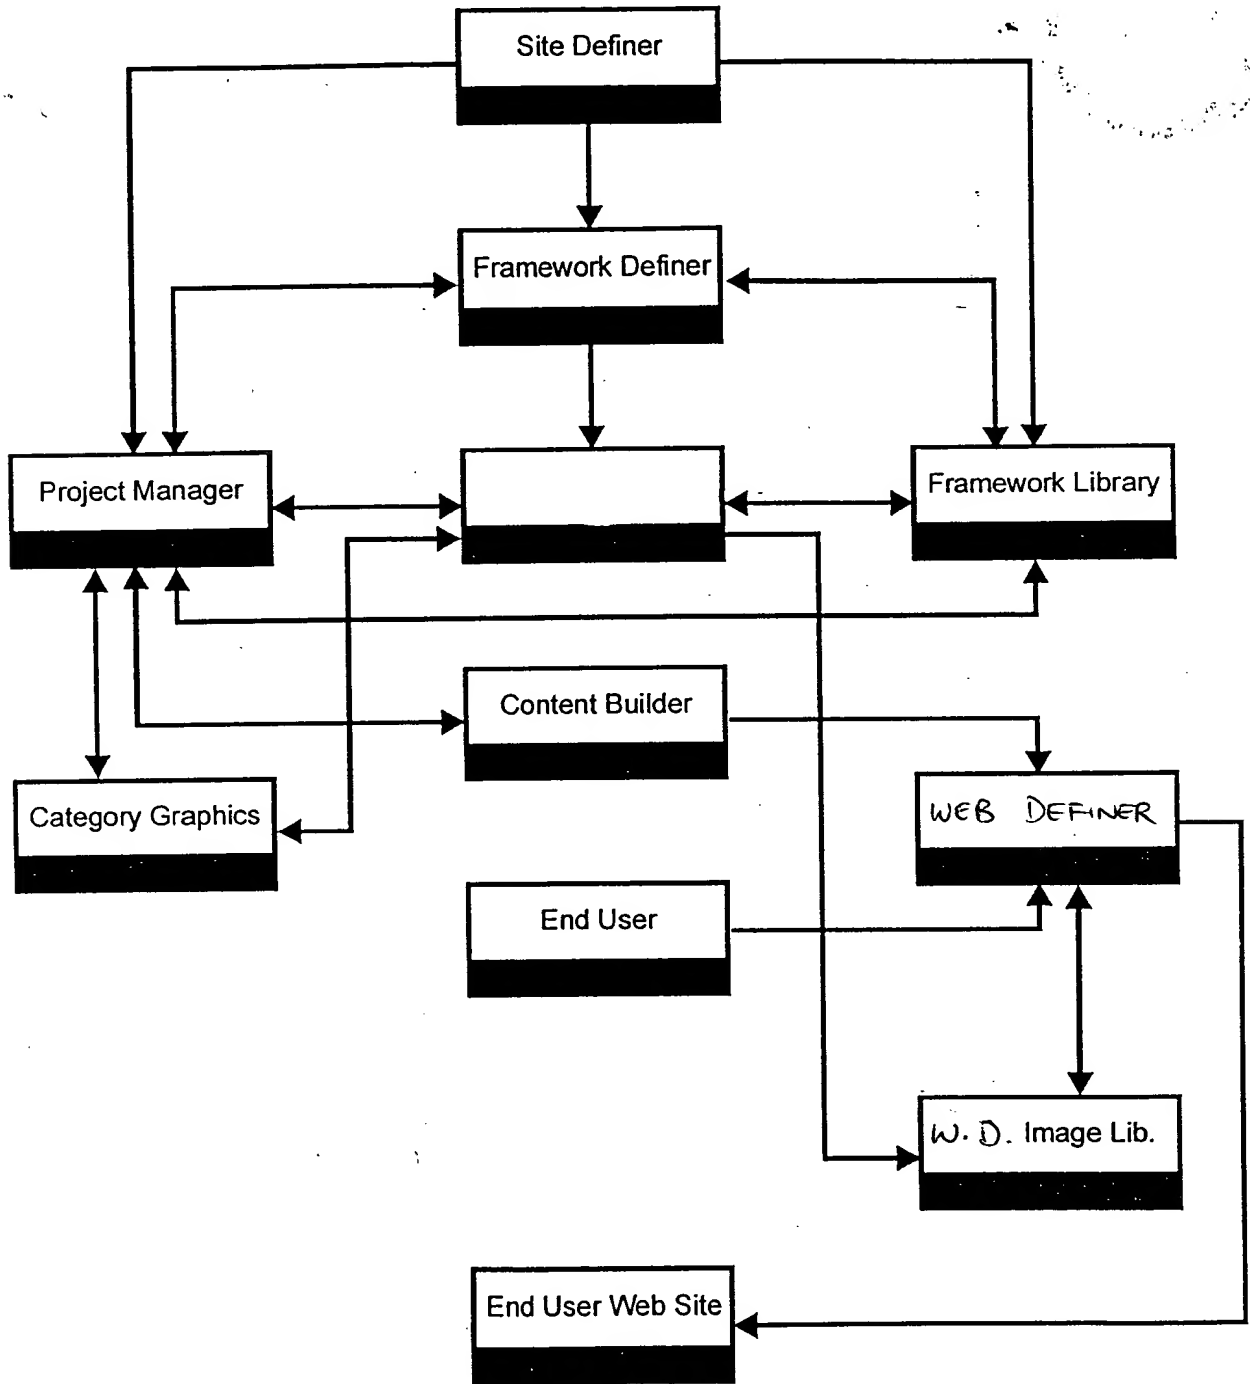 Site Definer
Framework Definer
Project Manager
Framework Library
Content Builder
Category Graphics
WEB DEFINER
End User
W. D. Image Lib.
End User Web Site